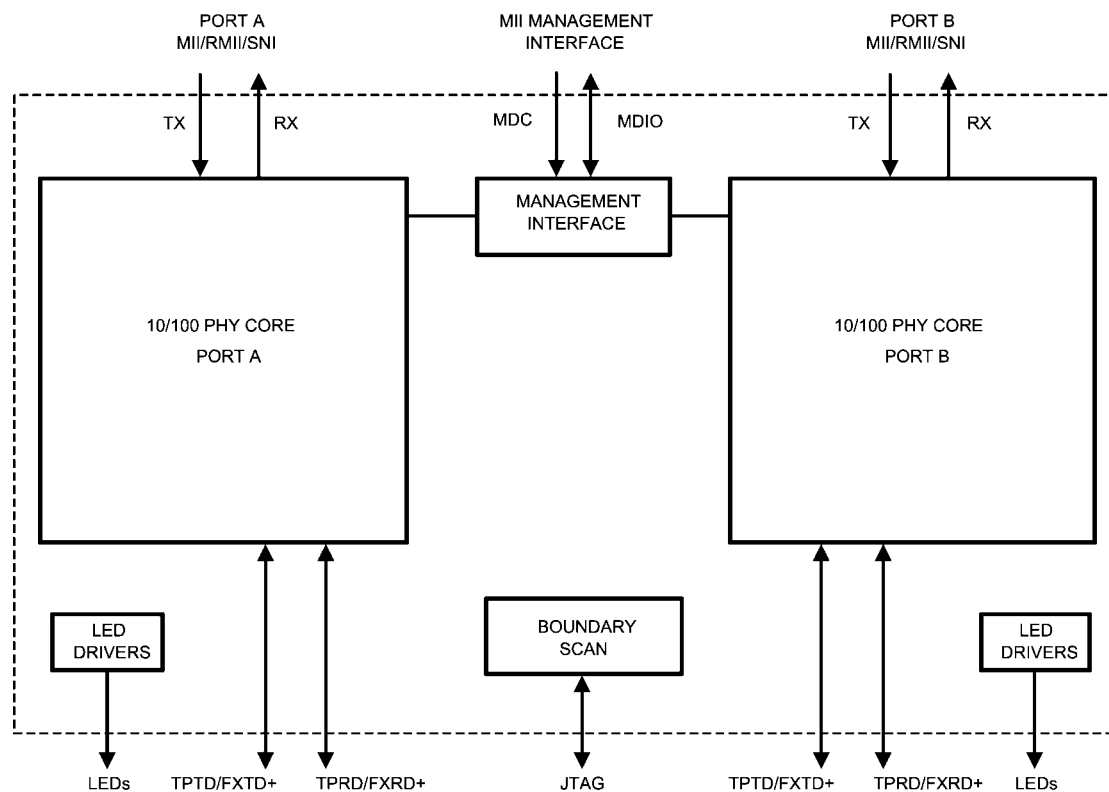 PORT A
MII/RMII/SNI
MII MANAGEMENT
INTERFACE
PORT B
MII/RMII/SNI
TX
RX
MDC
MDIO
TX
RX
MANAGEMENT
INTERFACE
10/100 PHY CORE
PORT A
10/100 PHY CORE
PORT B
LED
DRIVERS
BOUNDARY
SCAN
LED
DRIVERS
LEDs
TPTD/FXTD+
TPRD/FXRD+
JTAG
TPTD/FXTD+
TPRD/FXRD+
LEDs